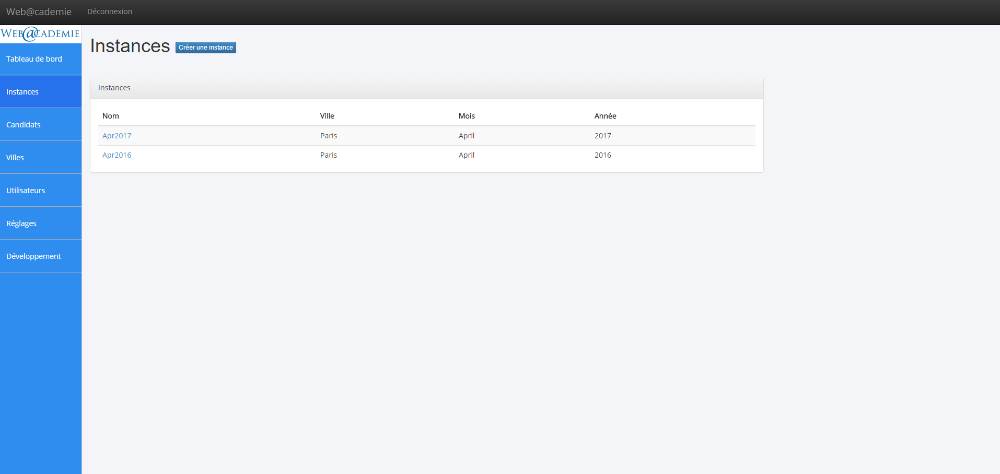 Web@cademie Déconnexion
WEB@CADEMIE
Tableau de bord
Instances
Candidats
Villes
Utilisateurs
Réglages
Développement
Instances Créer une instance
Instances
Nom Ville Mois Année
Apr2017 Paris April 2017
Apr2016 Paris April 2016